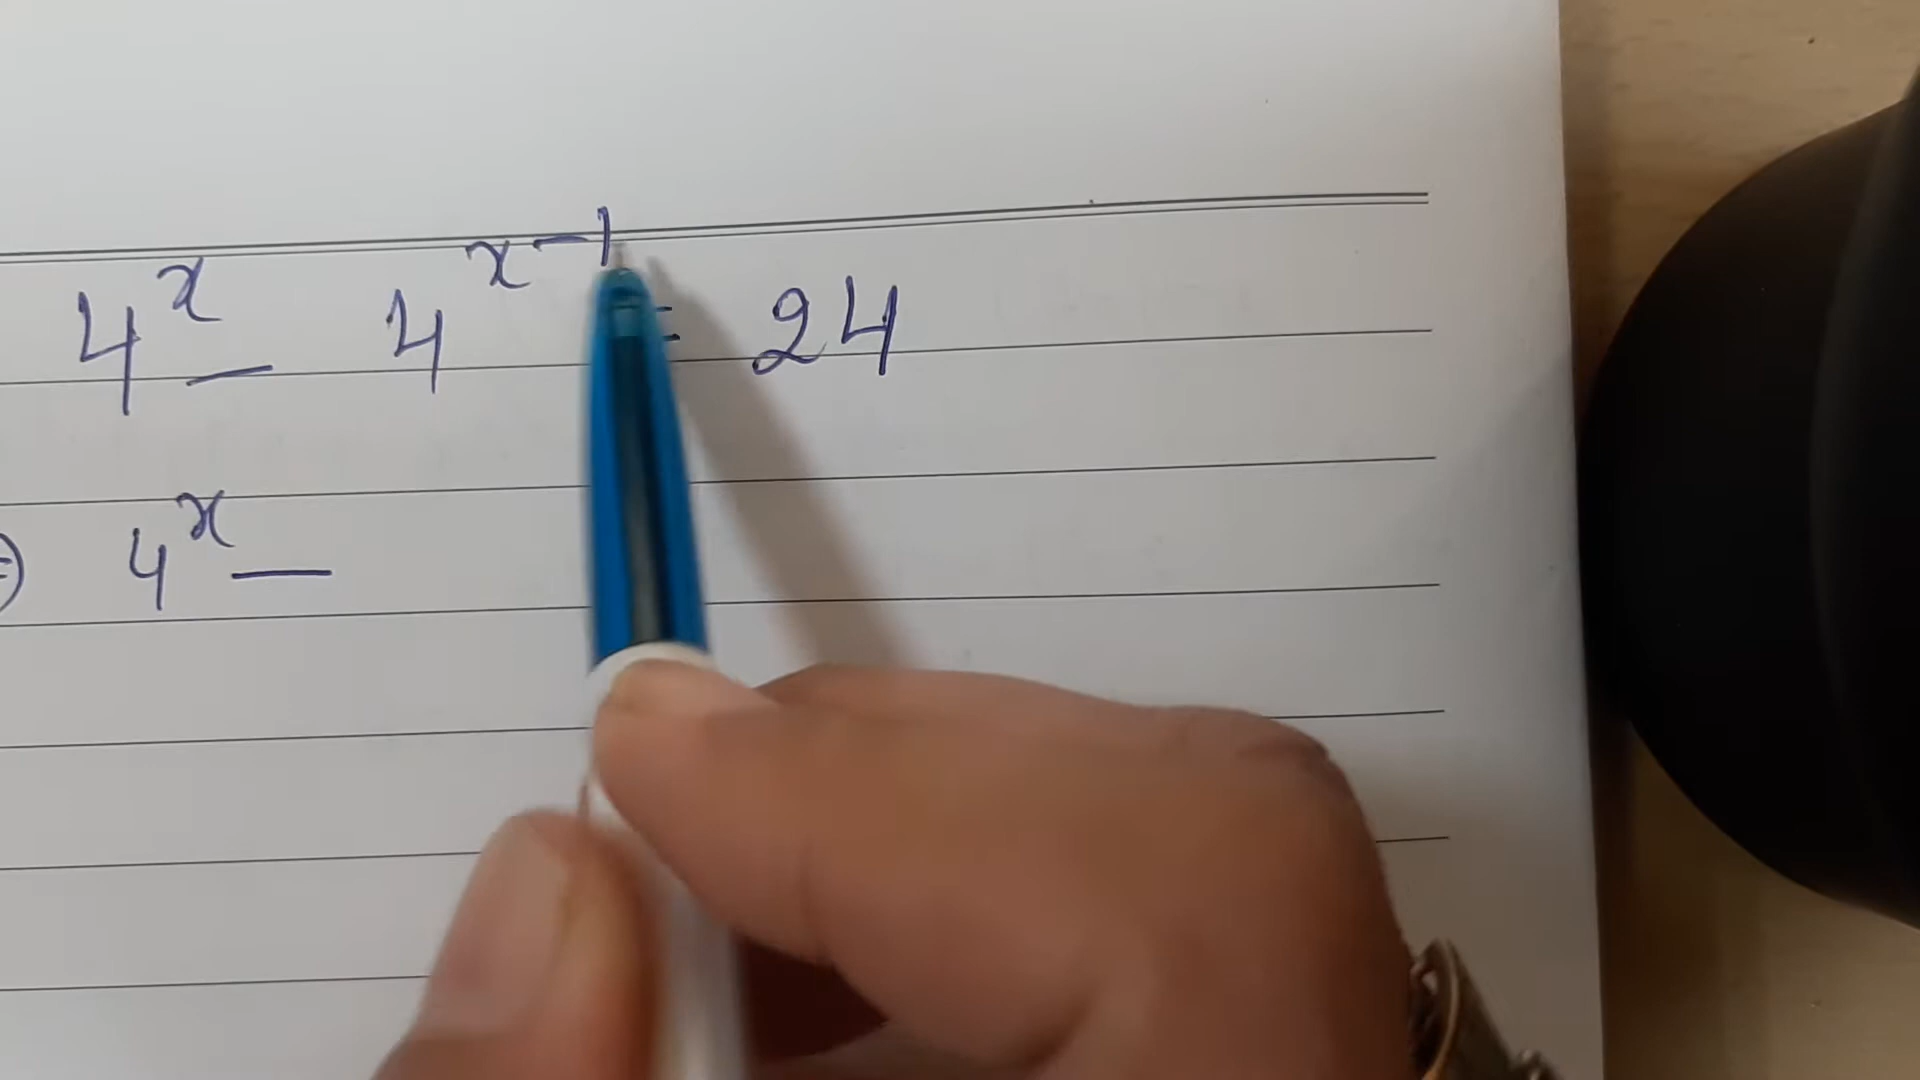 4^x - 4^{x-1} = 24
⇒) 4^x -